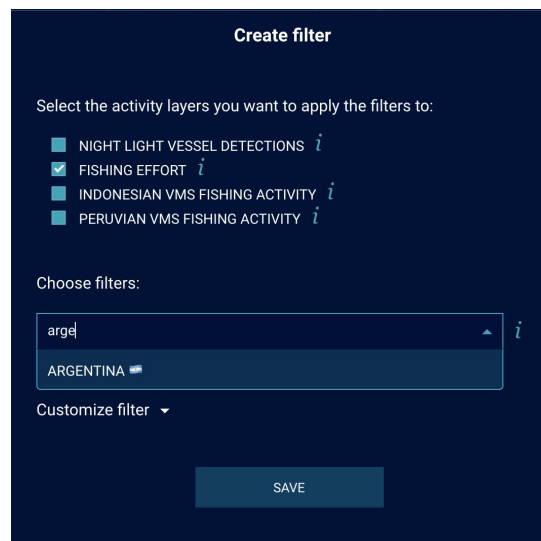 Create filter
Select the activity layers you want to apply the filters to:
NIGHT LIGHT VESSEL DETECTIONS i
FISHING EFFORT i
INDONESIAN VMS FISHING ACTIVITY i
PERUVIAN VMS FISHING ACTIVITY i
Choose filters:
arge i
ARGENTINA 🇦🇷
Customize filter
SAVE